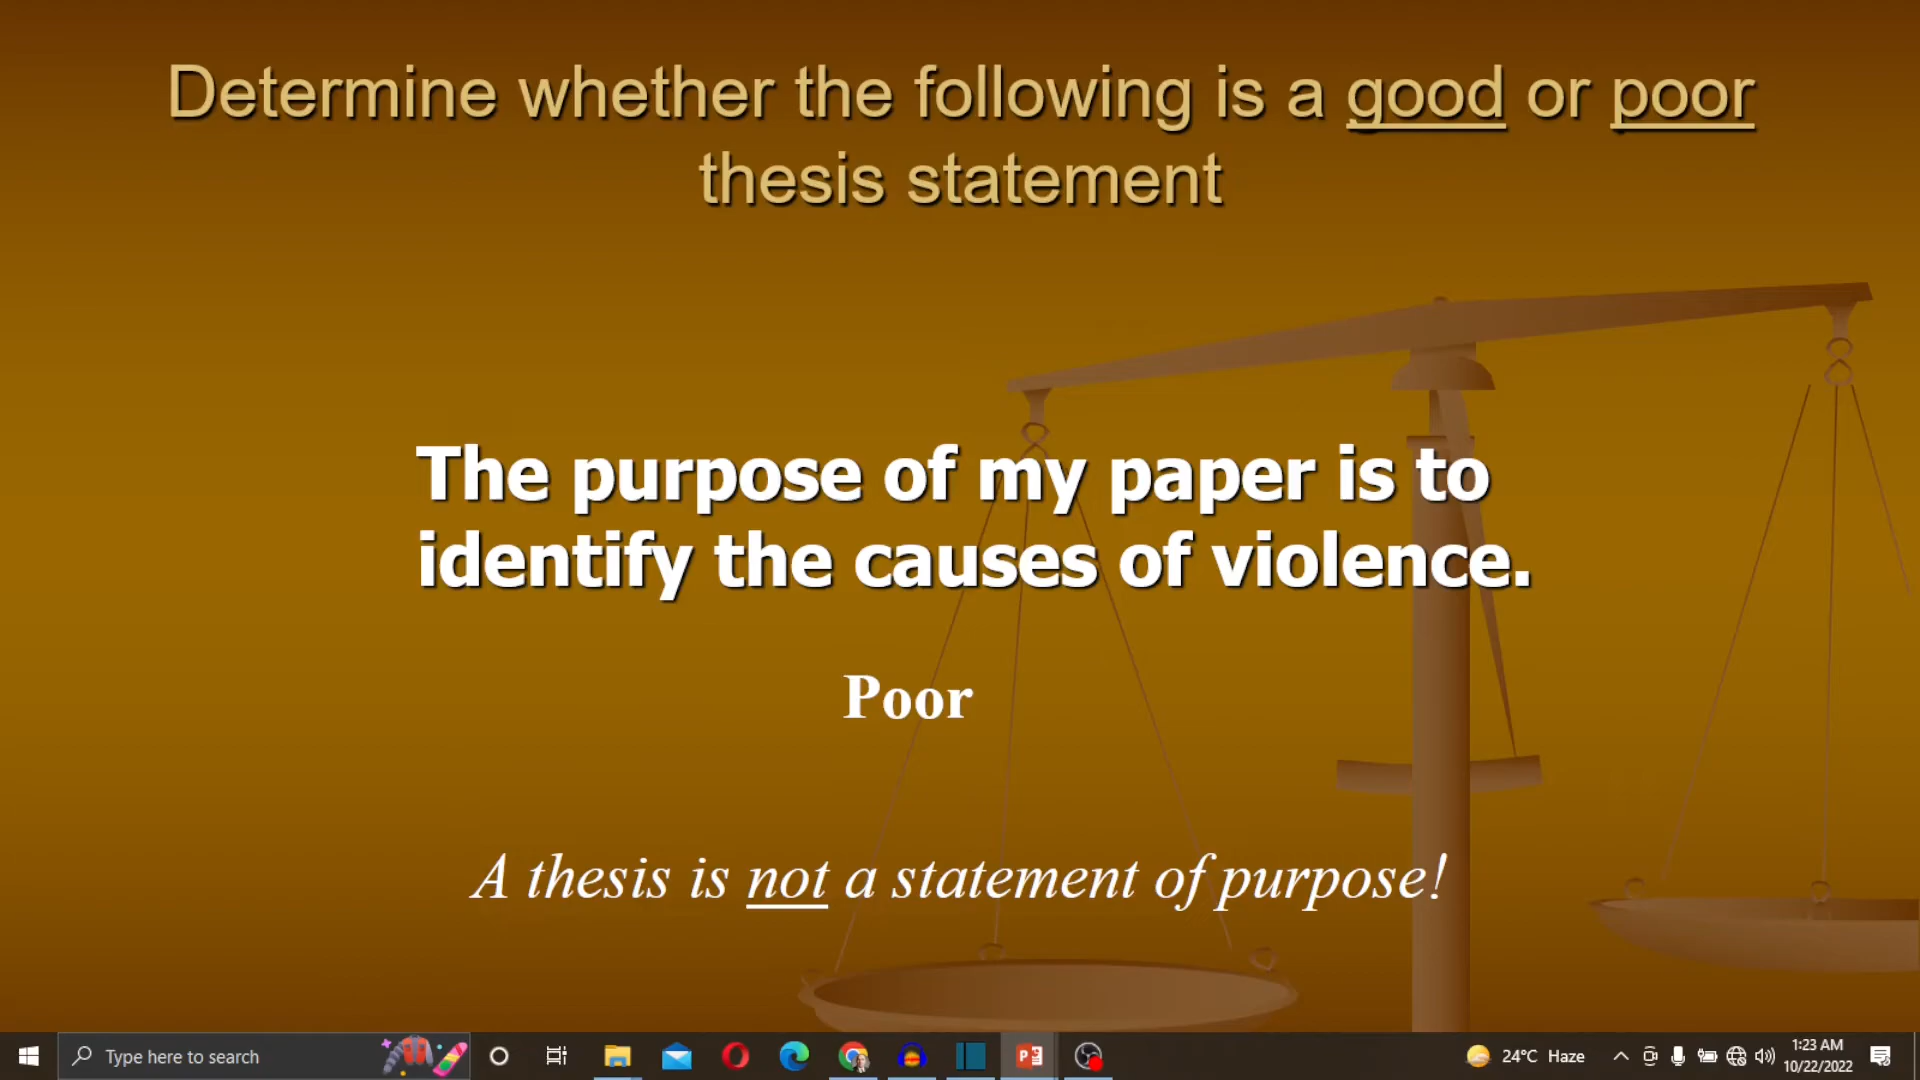 Determine whether the following is a good or poor
thesis statement
The purpose of my paper is to
identify the causes of violence.
Poor
A thesis is not a statement of purpose!
Type here to search
24°C Haze
1:23 AM
10/22/2022